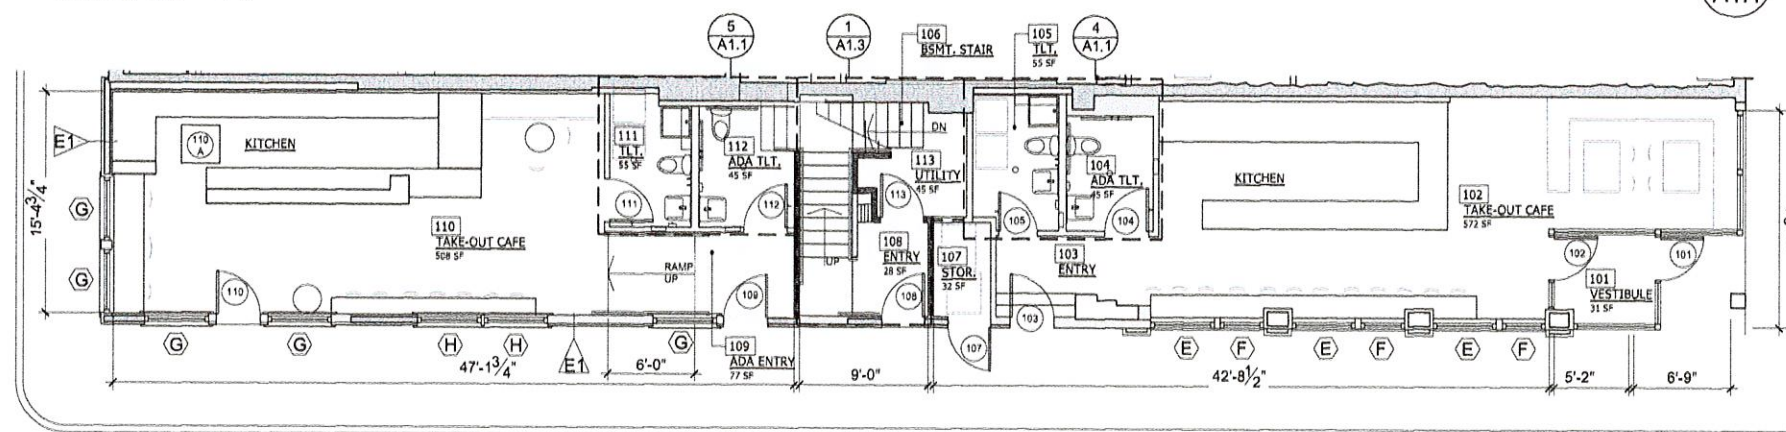 5
A1.1
1
A1.3
106
BSMT. STAIR
105
TLT.
55 SF
4
A1.1
E1
15'-4 3/4"
110
A
KITCHEN
111
TLT.
55 SF
112
ADA TLT.
45 SF
DN
113
UTILITY
45 SF
104
ADA TLT.
45 SF
KITCHEN
102
TAKE-OUT CAFE
572 SF
111
112
113
105
104
G
G
110
TAKE-OUT CAFE
508 SF
RAMP
UP
UP
108
ENTRY
28 SF
107
STOR.
32 SF
103
ENTRY
102
101
101
VESTIBULE
31 SF
110
109
108
103
107
G
G
H
H
E1
G
109
ADA ENTRY
77 SF
E
F
E
F
E
F
47'-1 3/4"
6'-0"
9'-0"
42'-8 1/2"
5'-2"
6'-9"